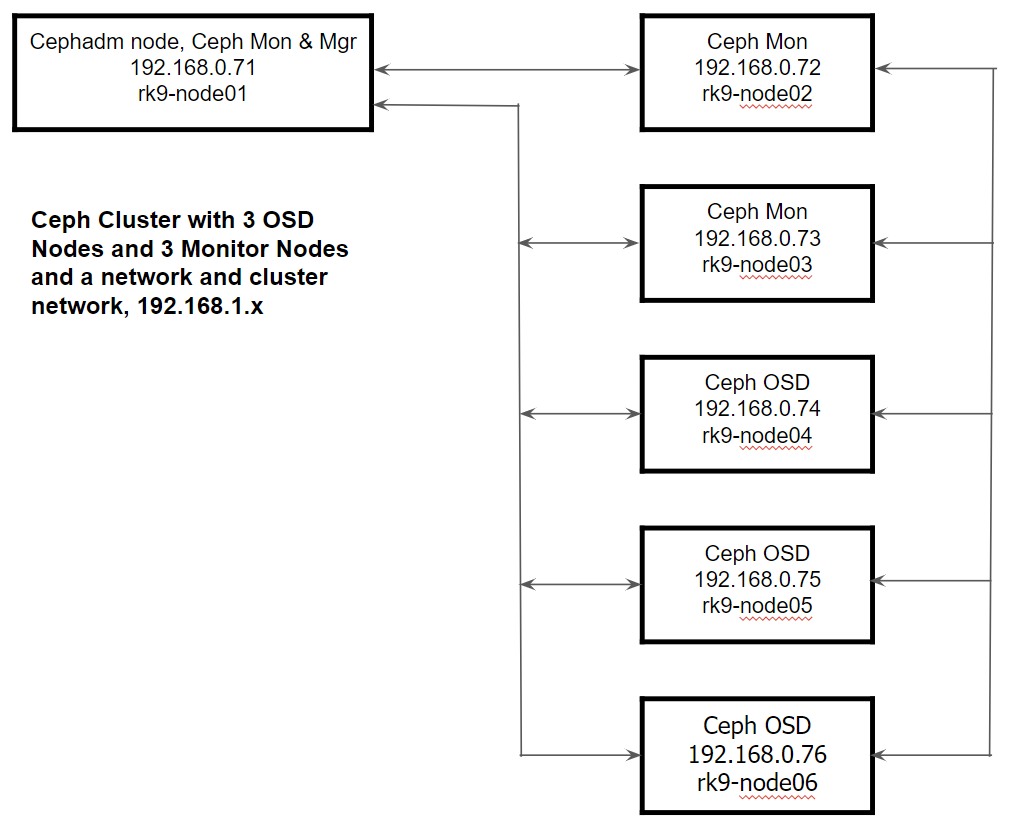 Cephadm node, Ceph Mon & Mgr
192.168.0.71
rk9-node01
Ceph Mon
192.168.0.72
rk9-node02
Ceph Cluster with 3 OSD
Nodes and 3 Monitor Nodes
and a network and cluster
network, 192.168.1.x
Ceph Mon
192.168.0.73
rk9-node03
Ceph OSD
192.168.0.74
rk9-node04
Ceph OSD
192.168.0.75
rk9-node05
Ceph OSD
192.168.0.76
rk9-node06